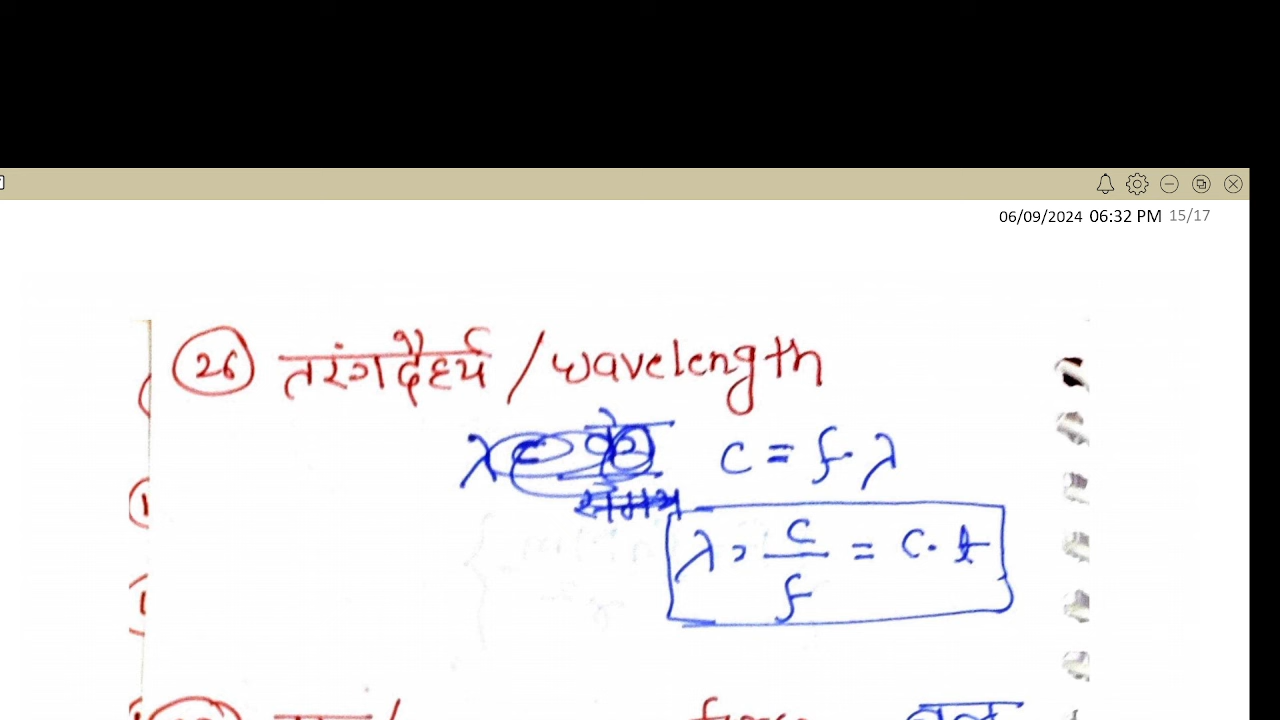 06/09/2024 06:32 PM 15/17
26 तरंगदैर्ध्य / wavelength
λ = c = f. λ
λ = c/f = c. t